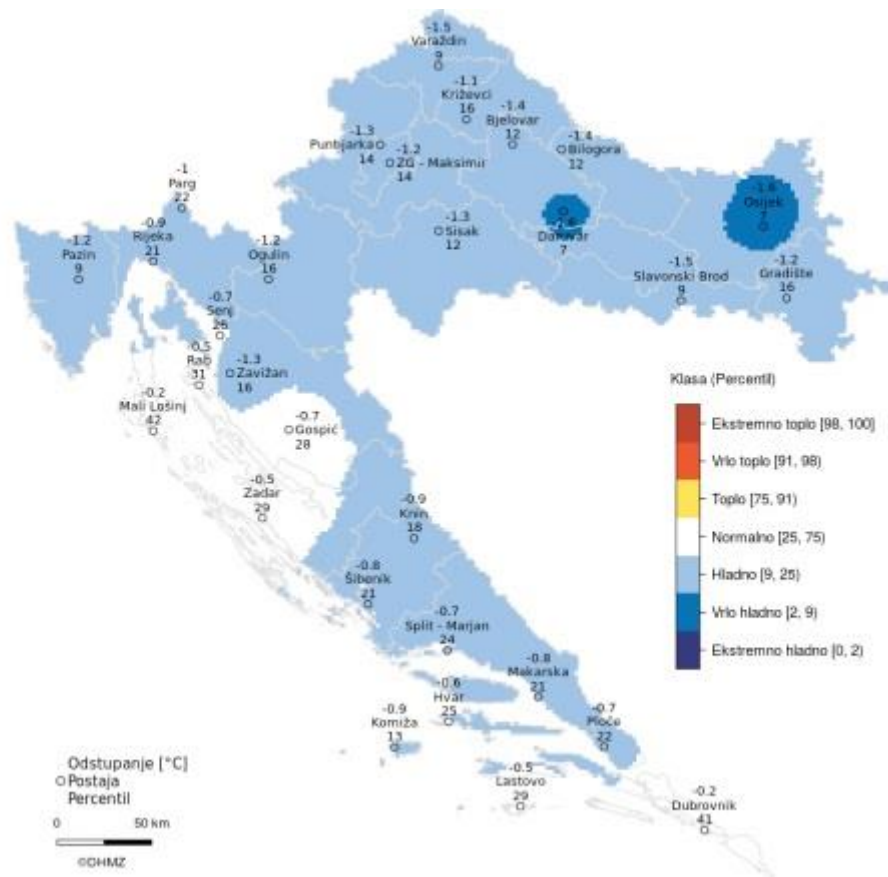 -1.5
Varaždin
9
-1.1
Križevci
16
-1.4
Bjelovar
12
-1.3
Puntijarka
14
-1.2
ZG - Maksimir
14
-1.4
Bilogora
12
-1
Parg
22
-0.9
Rijeka
21
-1.2
Pazin
9
-1.2
Ogulin
16
-1.3
Sisak
12
Daruvar
7
-1.6
Osijek
7
-1.5
Slavonski Brod
9
-1.2
Gradište
16
-0.7
Senj
26
-0.5
Rab
31
-1.3
Zavižan
16
-0.2
Mali Lošinj
42
-0.7
Gospić
28
-0.5
Zadar
29
-0.9
Knin
18
-0.8
Šibenik
21
-0.7
Split - Marjan
24
-0.8
Makarska
21
-0.6
Hvar
25
-0.9
Komiža
13
-0.7
Ploče
22
-0.5
Lastovo
29
-0.2
Dubrovnik
41
Klasa (Percentil)
Ekstremno toplo [98, 100]
Vrlo toplo [91, 98)
Toplo [75, 91)
Normalno [25, 75)
Hladno [9, 25)
Vrlo hladno [2, 9)
Ekstremno hladno [0, 2)
Odstupanje [°C]
Postaja
Percentil
0 50 km
©DHMZ